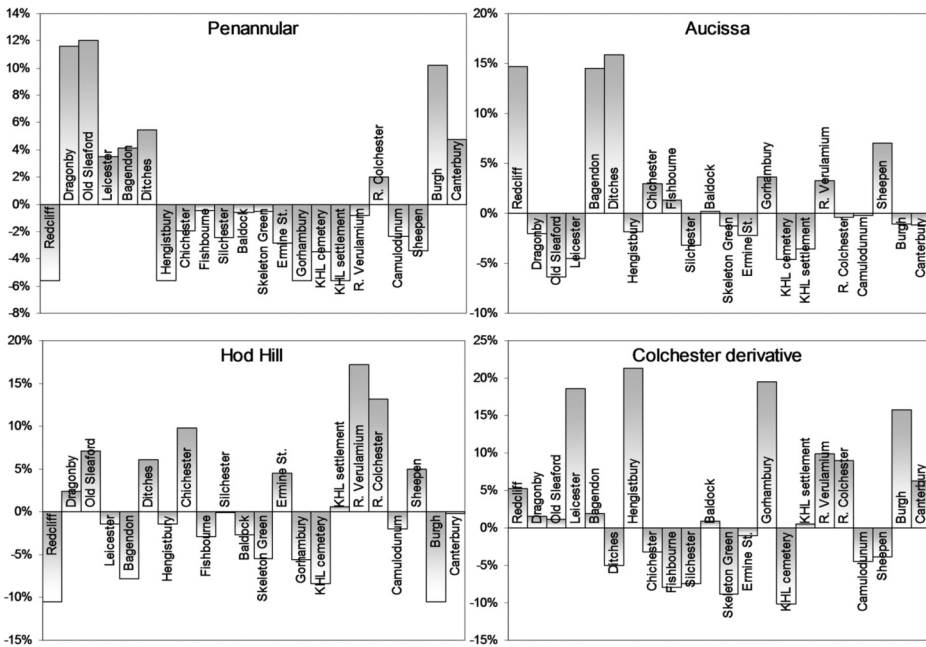 Penannular
14%
12%
10%
8%
6%
4%
2%
0%
-2%
-4%
-6%
-8%
Redcliff
Dragonby
Old Sleaford
Leicester
Bagendon
Ditches
Hengistbury
Chichester
Fishbourne
Silchester
Baldock
Skeleton Green
Ermine St.
Gorhambury
KHL cemetery
KHL settlement
R. Verulamium
R. Colchester
Camulodunum
Sheepen
Burgh
Canterbury
Aucissa
20%
15%
10%
5%
0%
-5%
-10%
Redcliff
Dragonby
Old Sleaford
Leicester
Bagendon
Ditches
Hengistbury
Chichester
Fishbourne
Silchester
Baldock
Skeleton Green
Ermine St.
Gorhambury
KHL cemetery
KHL settlement
R. Verulamium
R. Colchester
Camulodunum
Sheepen
Burgh
Canterbury
Hod Hill
20%
15%
10%
5%
0%
-5%
-10%
-15%
Redcliff
Dragonby
Old Sleaford
Leicester
Bagendon
Ditches
Hengistbury
Chichester
Fishbourne
Silchester
Baldock
Skeleton Green
Ermine St.
Gorhambury
KHL cemetery
KHL settlement
R. Verulamium
R. Colchester
Camulodunum
Sheepen
Burgh
Canterbury
Colchester derivative
25%
20%
15%
10%
5%
0%
-5%
-10%
-15%
Redcliff
Dragonby
Old Sleaford
Leicester
Bagendon
Ditches
Hengistbury
Chichester
Fishbourne
Silchester
Baldock
Skeleton Green
Ermine St.
Gorhambury
KHL cemetery
KHL settlement
R. Verulamium
R. Colchester
Camulodunum
Sheepen
Burgh
Canterbury